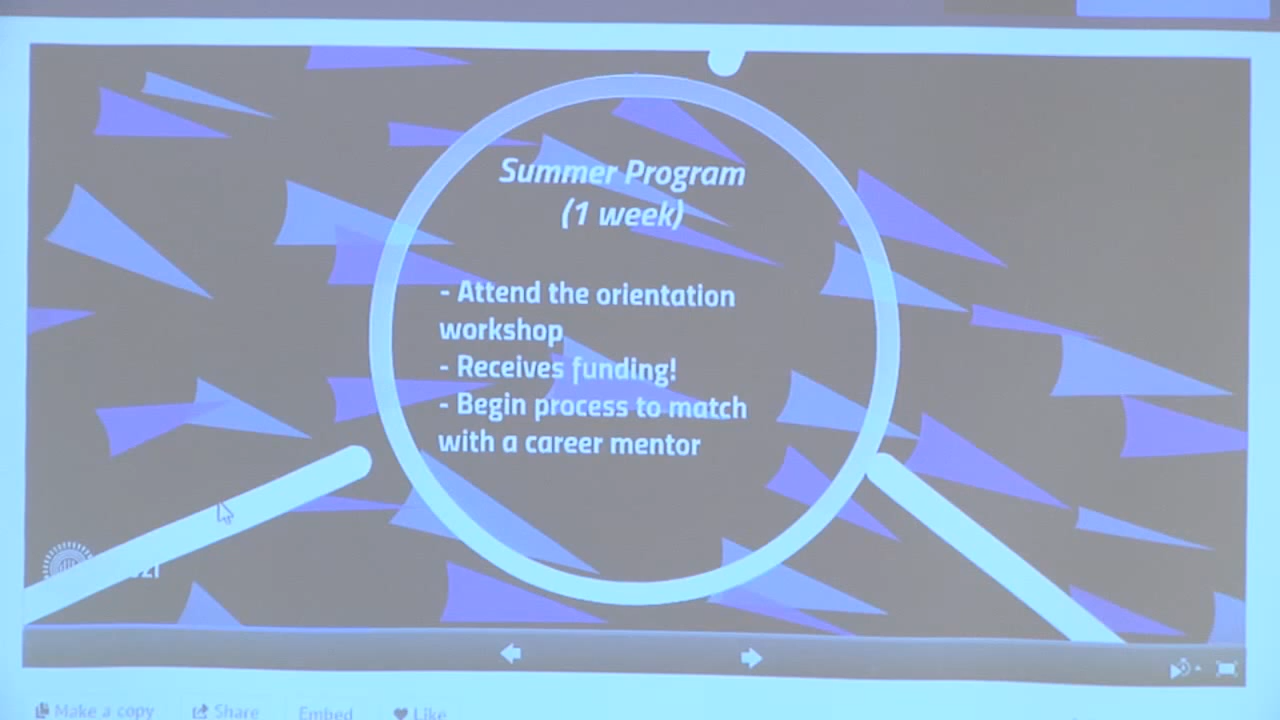 Summer Program
(1 week)
- Attend the orientation
workshop
- Receives funding!
- Begin process to match
with a career mentor
Make a copy
Share
Embed
Like